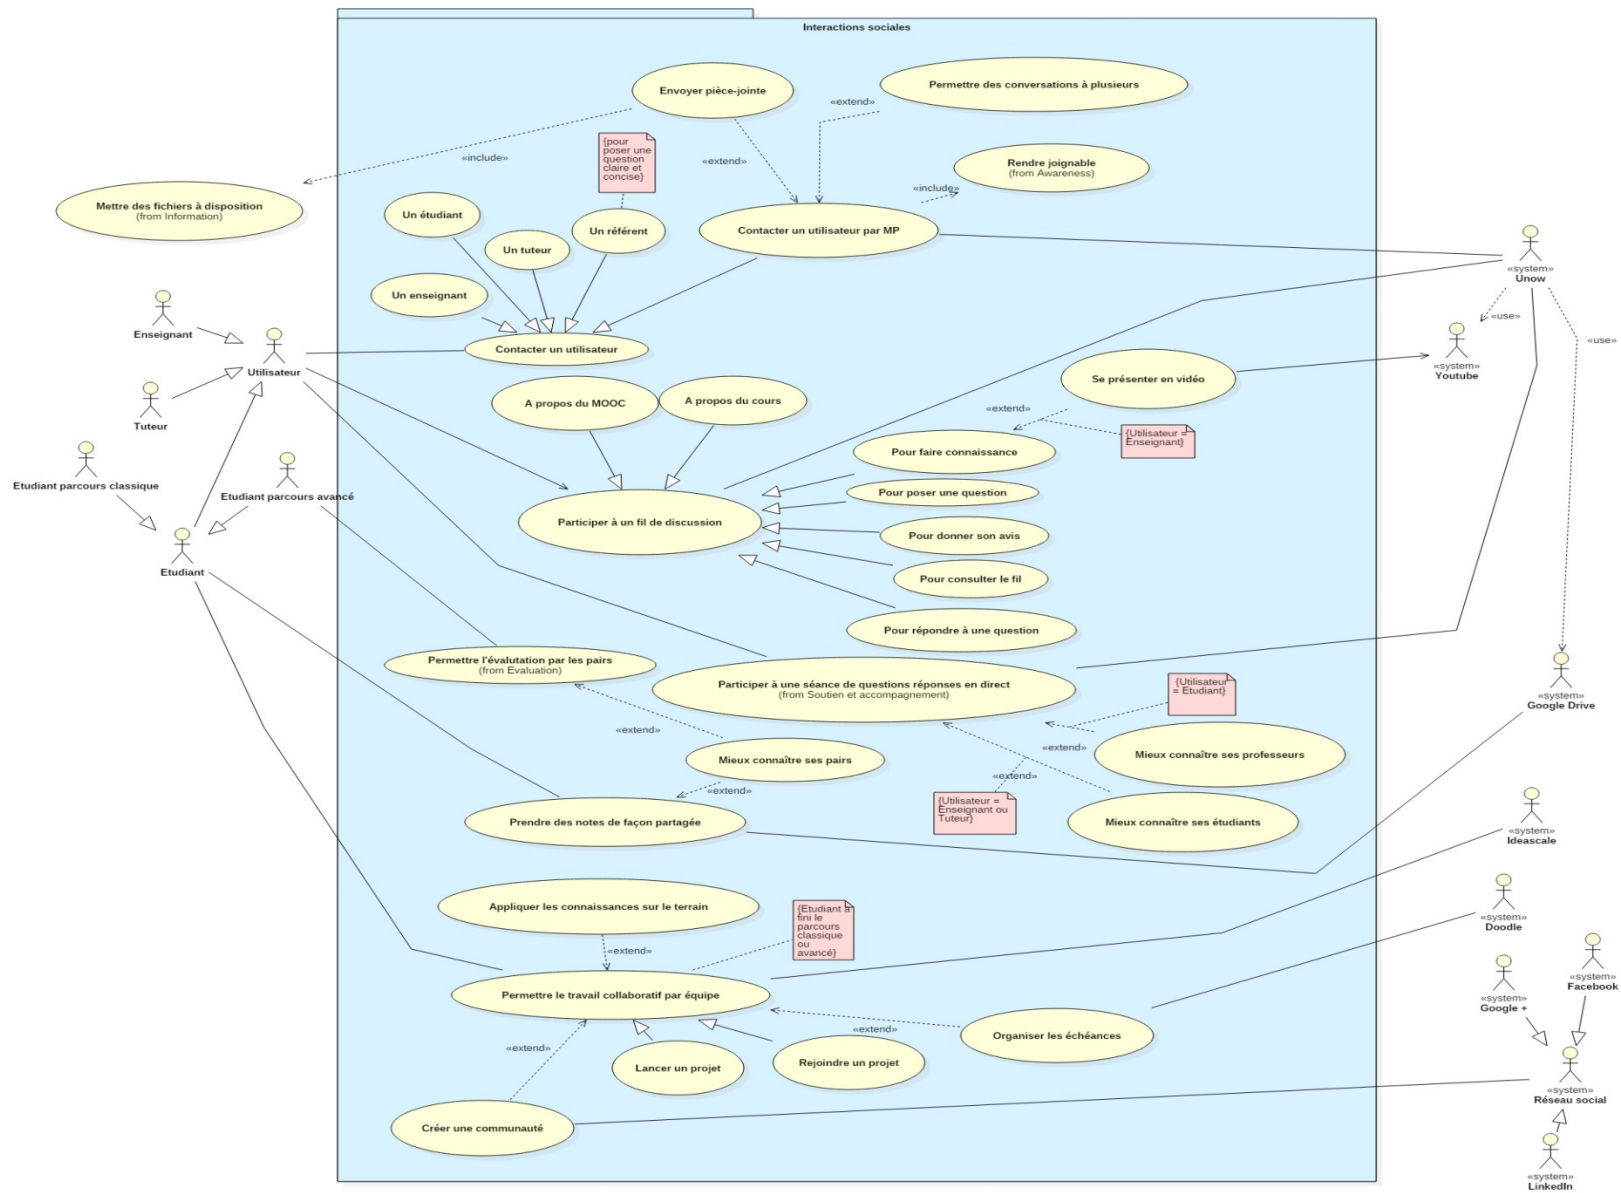 Interactions sociales
Envoyer pièce-jointe
Permettre des conversations à plusieurs
«extend»
{pour
poser une
question
claire et
concise}
«include»
«extend»
Rendre joignable
(from Awareness)
«include»
Mettre des fichiers à disposition
(from Information)
Un étudiant
Un référent
Contacter un utilisateur par MP
Un tuteur
Un enseignant
«system»
Unow
«use»
«use»
Enseignant
Utilisateur
Contacter un utilisateur
«system»
Youtube
Se présenter en vidéo
Tuteur
A propos du MOOC
A propos du cours
«extend»
{Utilisateur =
Enseignant}
Pour faire connaissance
Etudiant parcours classique
Etudiant parcours avancé
Pour poser une question
Participer à un fil de discussion
Pour donner son avis
Etudiant
Pour consulter le fil
Pour répondre à une question
Permettre l'évalutation par les pairs
(from Evaluation)
Participer à une séance de questions réponses en direct
(from Soutien et accompagnement)
{Utilisateur
= Etudiant}
«system»
Google Drive
«extend»
«extend»
Mieux connaître ses professeurs
Mieux connaître ses pairs
«extend»
«extend»
{Utilisateur =
Enseignant ou
Tuteur}
Prendre des notes de façon partagée
Mieux connaître ses étudiants
«system»
Ideascale
Appliquer les connaissances sur le terrain
{Etudiant a
fini le
parcours
classique
ou
avancé}
«system»
Doodle
«extend»
Permettre le travail collaboratif par équipe
«system»
Facebook
«system»
Google +
«extend»
Organiser les échéances
«extend»
Lancer un projet
Rejoindre un projet
«system»
Réseau social
Créer une communauté
«system»
LinkedIn